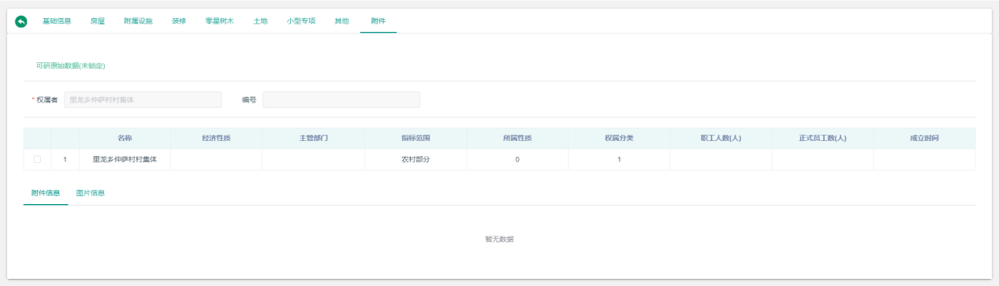 基础信息 房屋 附属设施 装修 零星树木 土地 小型专项 其他 附件
可研原始数据(未锁定)
* 权属者 里龙乡仲萨村村集体 编号
名称 经济性质 主管部门 指标范围 所属性质 权属分类 职工人数(人) 正式员工数(人) 成立时间
1 里龙乡仲萨村村集体 农村部分 0 1
附件信息 图片信息
暂无数据